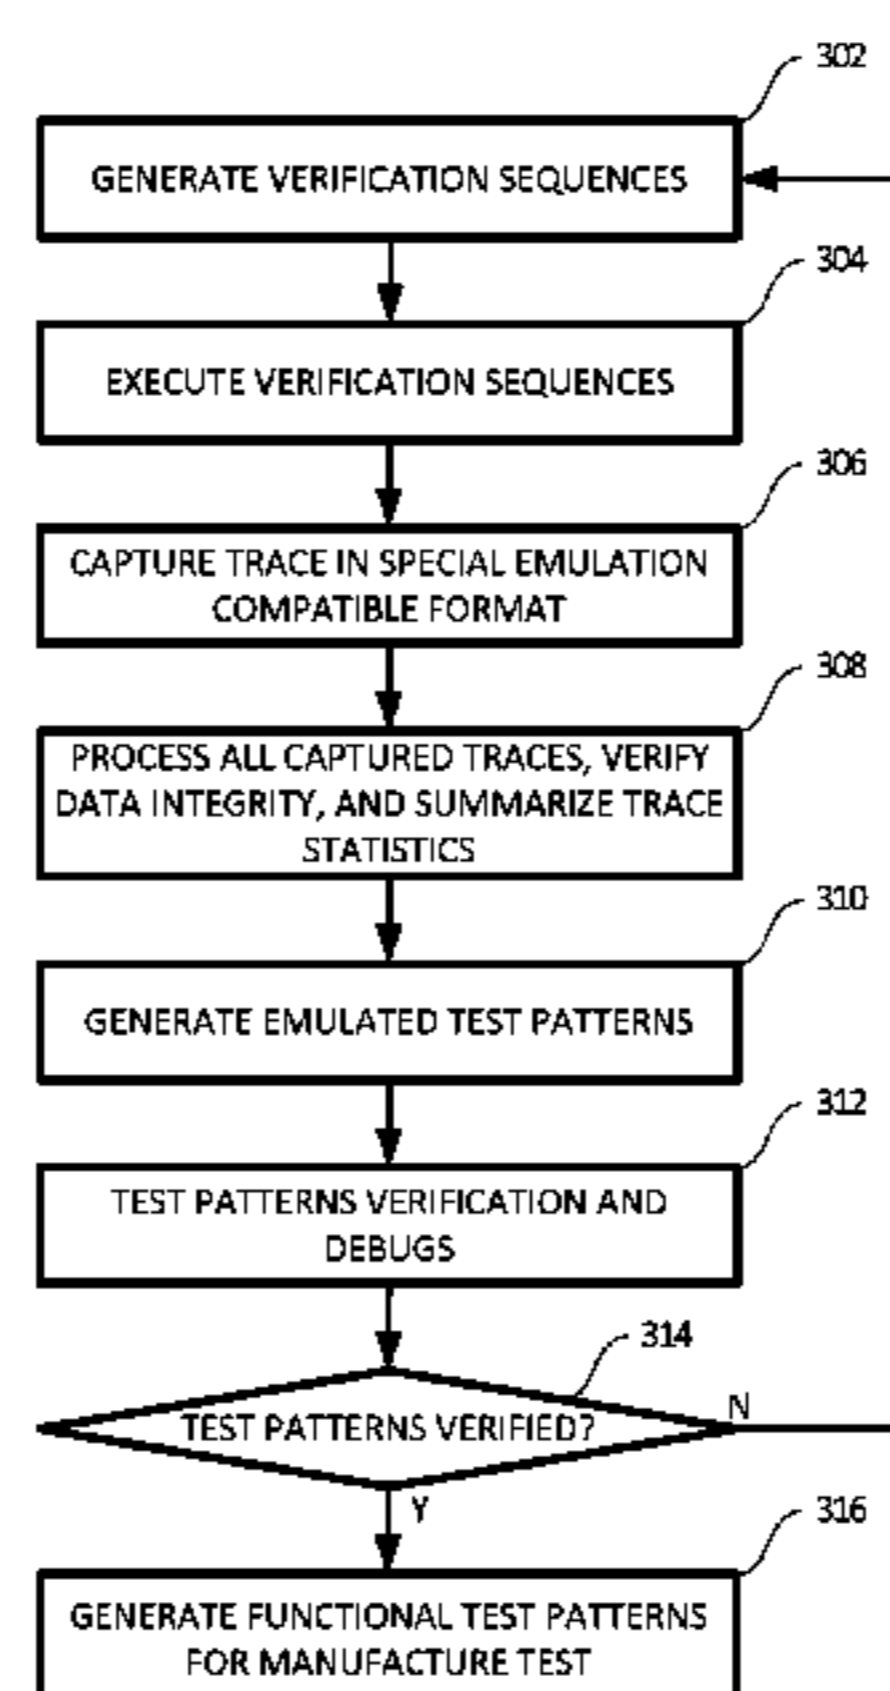 302
GENERATE VERIFICATION SEQUENCES
304
EXECUTE VERIFICATION SEQUENCES
306
CAPTURE TRACE IN SPECIAL EMULATION
COMPATIBLE FORMAT
308
PROCESS ALL CAPTURED TRACES, VERIFY
DATA INTEGRITY, AND SUMMARIZE TRACE
STATISTICS
310
GENERATE EMULATED TEST PATTERNS
312
TEST PATTERNS VERIFICATION AND
DEBUGS
314
TEST PATTERNS VERIFIED?
N
Y
316
GENERATE FUNCTIONAL TEST PATTERNS
FOR MANUFACTURE TEST